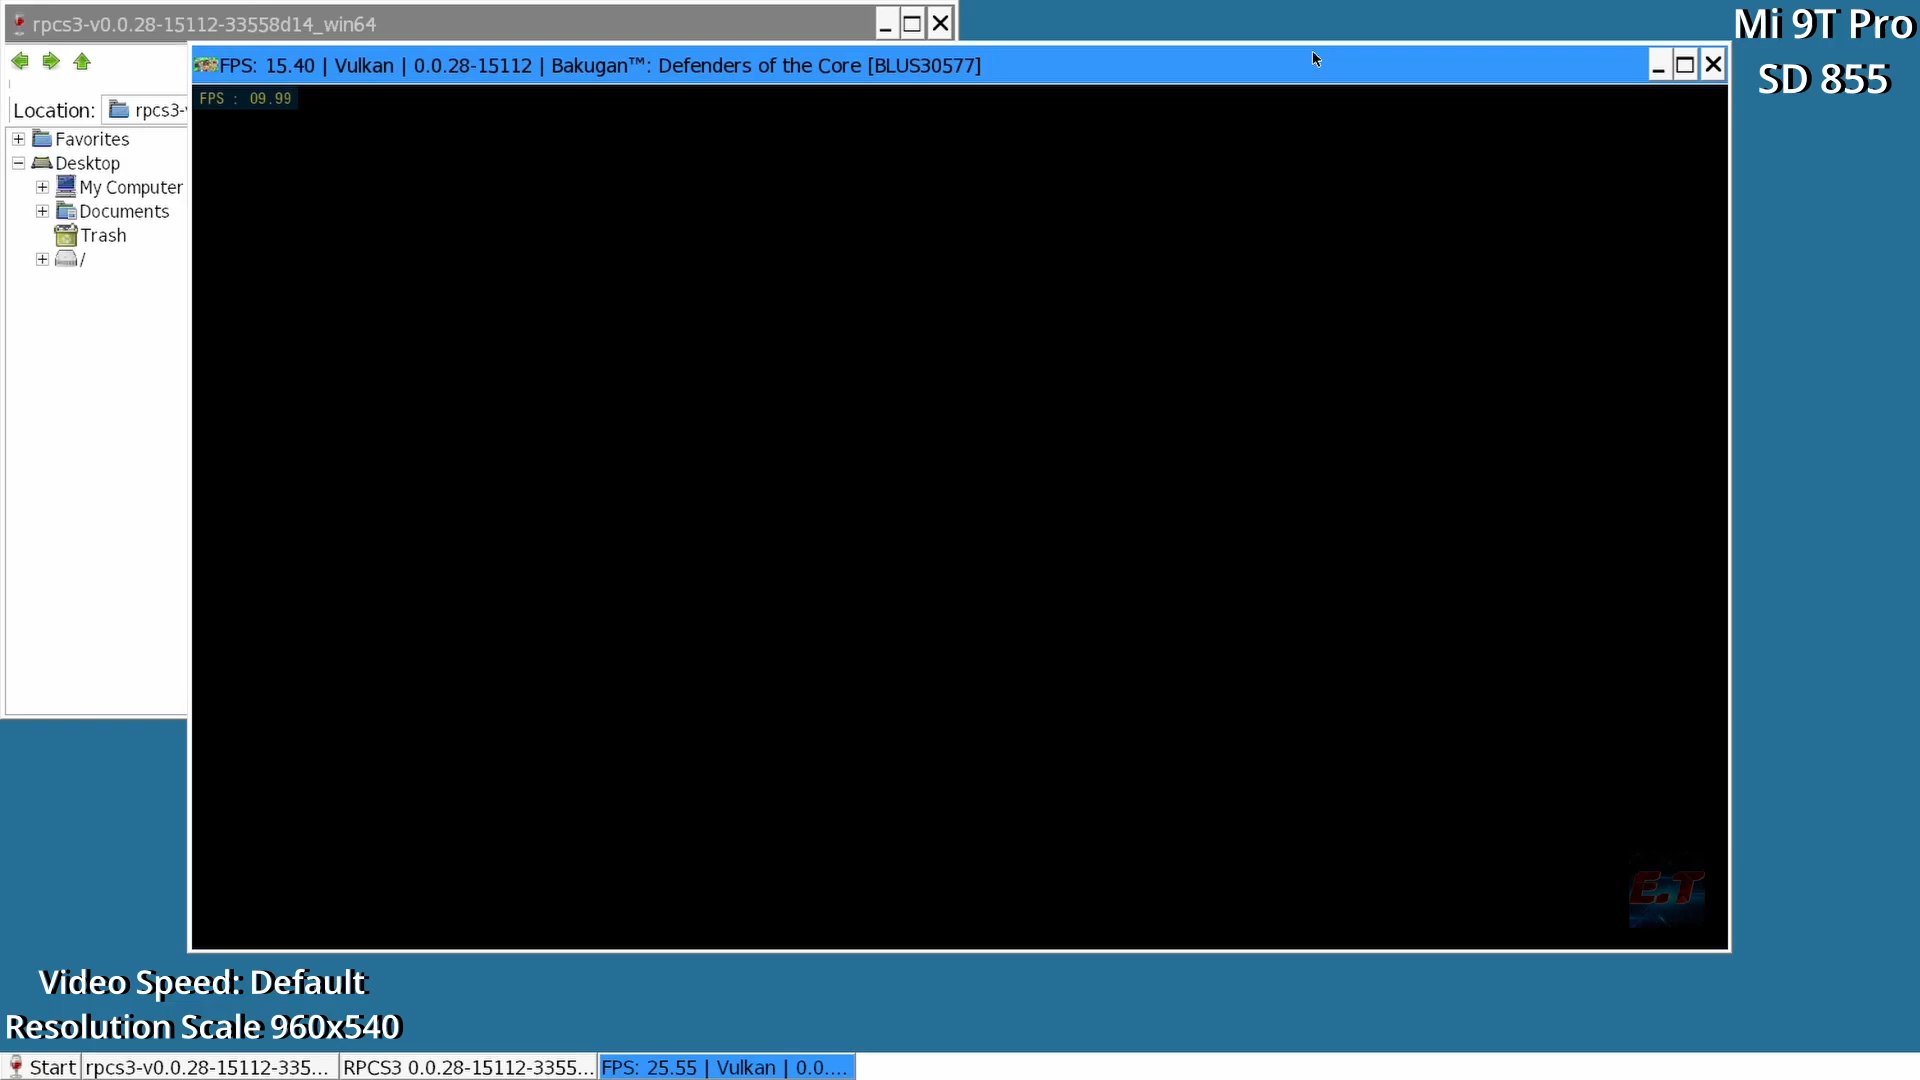 rpcs3-v0.0.28-15112-33558d14_win64
Mi 9T Pro
SD 855
FPS: 15.40 | Vulkan | 0.0.28-15112 | Bakugan™: Defenders of the Core [BLUS30577]
FPS : 09.99
Location: rpcs3-
Favorites
Desktop
My Computer
Documents
Trash
/
E.T
Video Speed: Default
Resolution Scale 960x540
Start
rpcs3-v0.0.28-15112-335...
RPCS3 0.0.28-15112-3355...
FPS: 25.55 | Vulkan | 0.0....